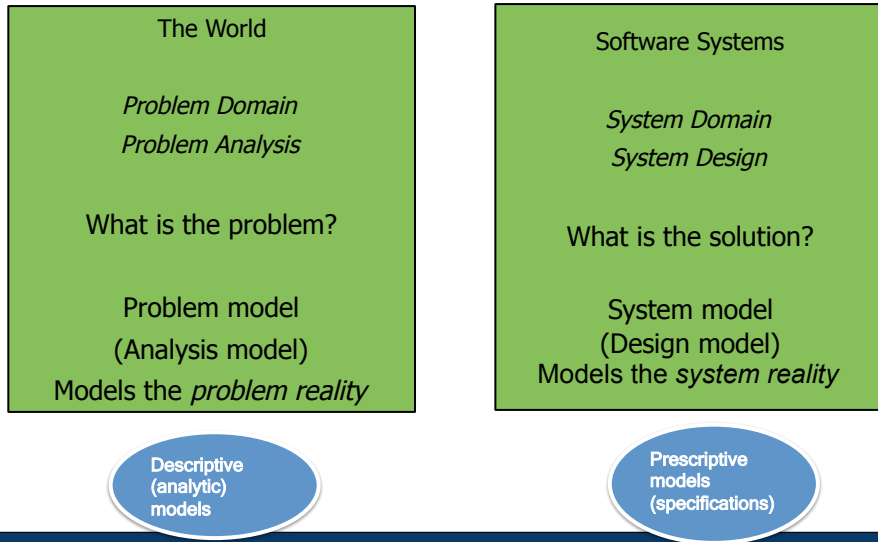 The World
Problem Domain
Problem Analysis
What is the problem?
Problem model
(Analysis model)
Models the problem reality
Descriptive
(analytic)
models
Software Systems
System Domain
System Design
What is the solution?
System model
(Design model)
Models the system reality
Prescriptive
models
(specifications)